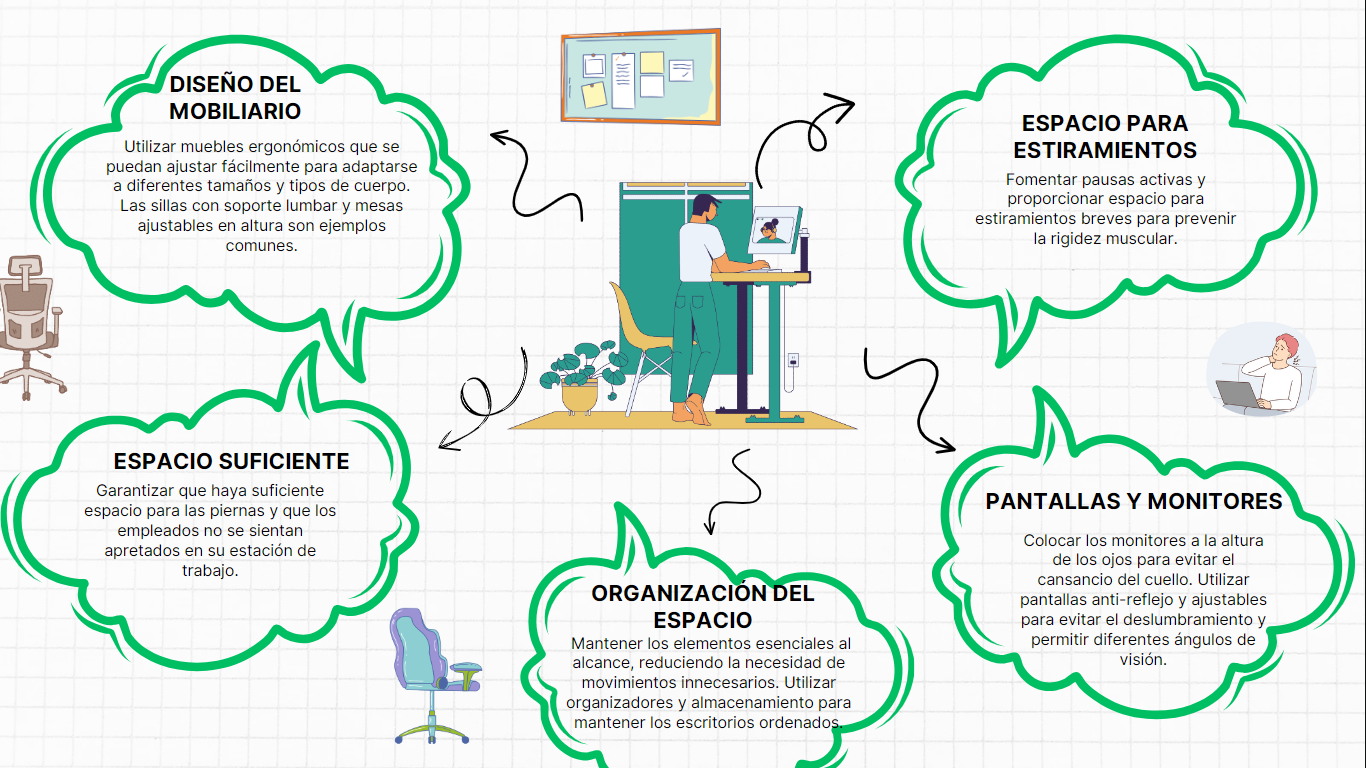 DISEÑO DEL
MOBILIARIO
Utilizar muebles ergonómicos que se
puedan ajustar fácilmente para adaptarse
a diferentes tamaños y tipos de cuerpo.
Las sillas con soporte lumbar y mesas
ajustables en altura son ejemplos
comunes.
ESPACIO PARA
ESTIRAMIENTOS
Fomentar pausas activas y
proporcionar espacio para
estiramientos breves para prevenir
la rigidez muscular.
ESPACIO SUFICIENTE
Garantizar que haya suficiente
espacio para las piernas y que los
empleados no se sientan
apretados en su estación de
trabajo.
PANTALLAS Y MONITORES
Colocar los monitores a la altura
de los ojos para evitar el
cansancio del cuello. Utilizar
pantallas anti-reflejo y ajustables
para evitar el deslumbramiento y
permitir diferentes ángulos de
visión.
ORGANIZACIÓN DEL
ESPACIO
Mantener los elementos esenciales al
alcance, reduciendo la necesidad de
movimientos innecesarios. Utilizar
organizadores y almacenamiento para
mantener los escritorios ordenados.